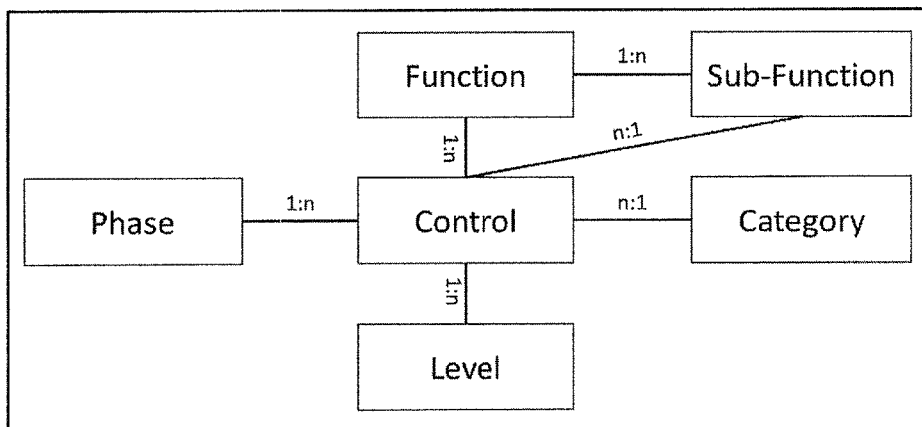 Function
1:n
Sub-Function
1:n
n:1
Phase
1:n
Control
n:1
Category
1:n
Level